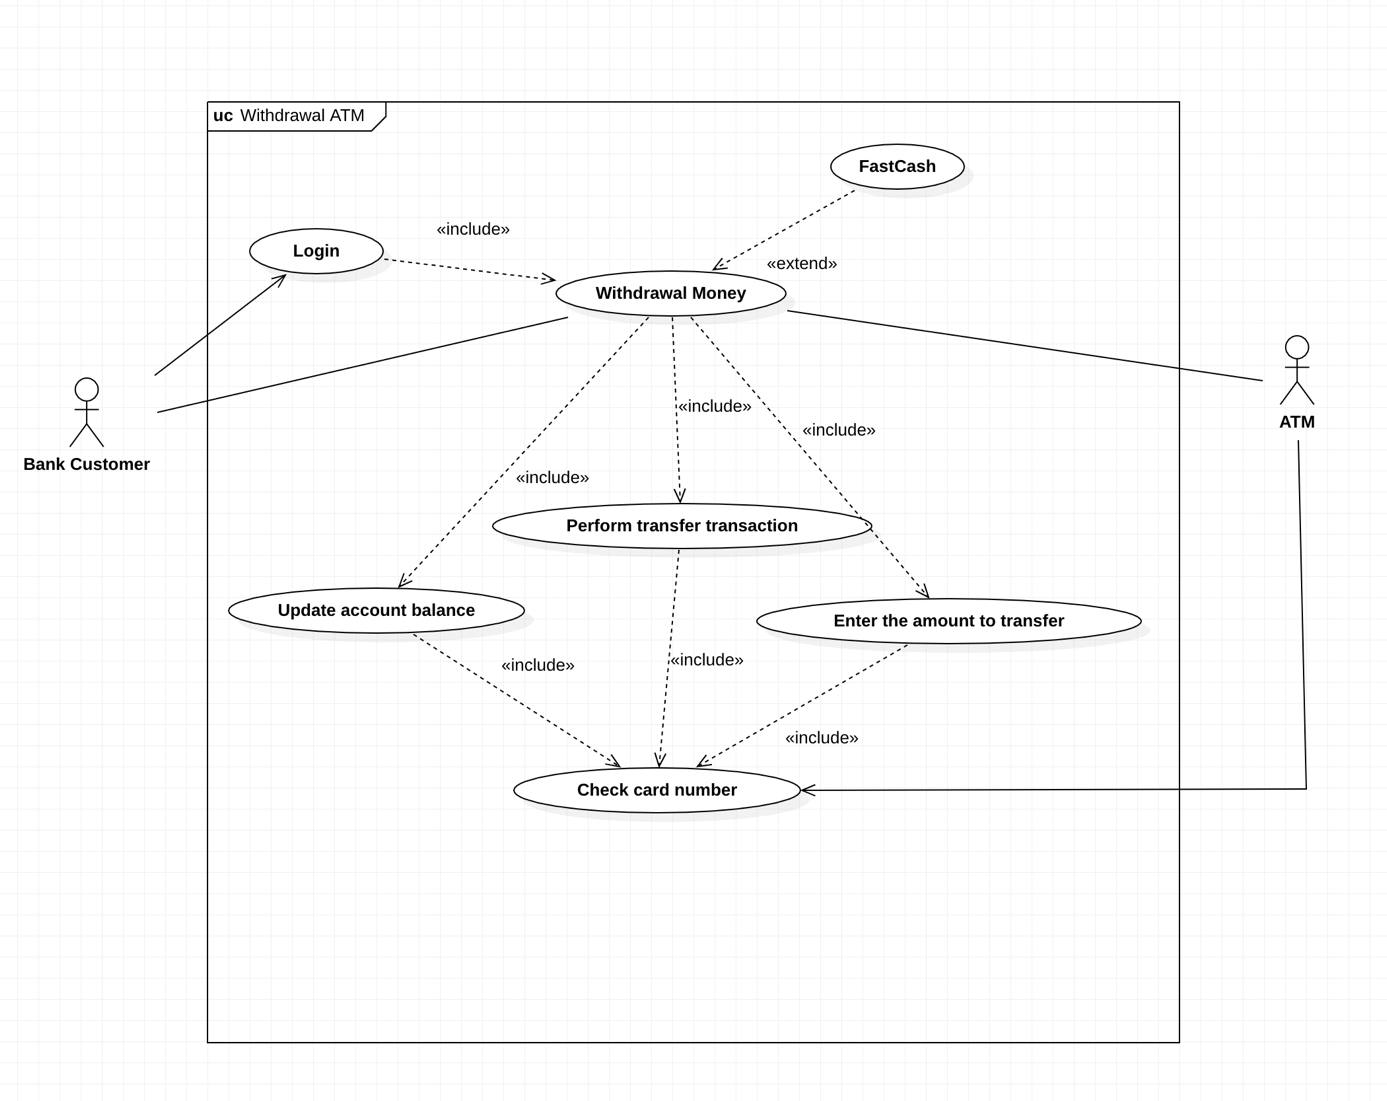 uc Withdrawal ATM
FastCash
«include»
Login
«extend»
Withdrawal Money
«include»
«include»
ATM
Bank Customer
«include»
Perform transfer transaction
Update account balance
Enter the amount to transfer
«include»
«include»
«include»
Check card number